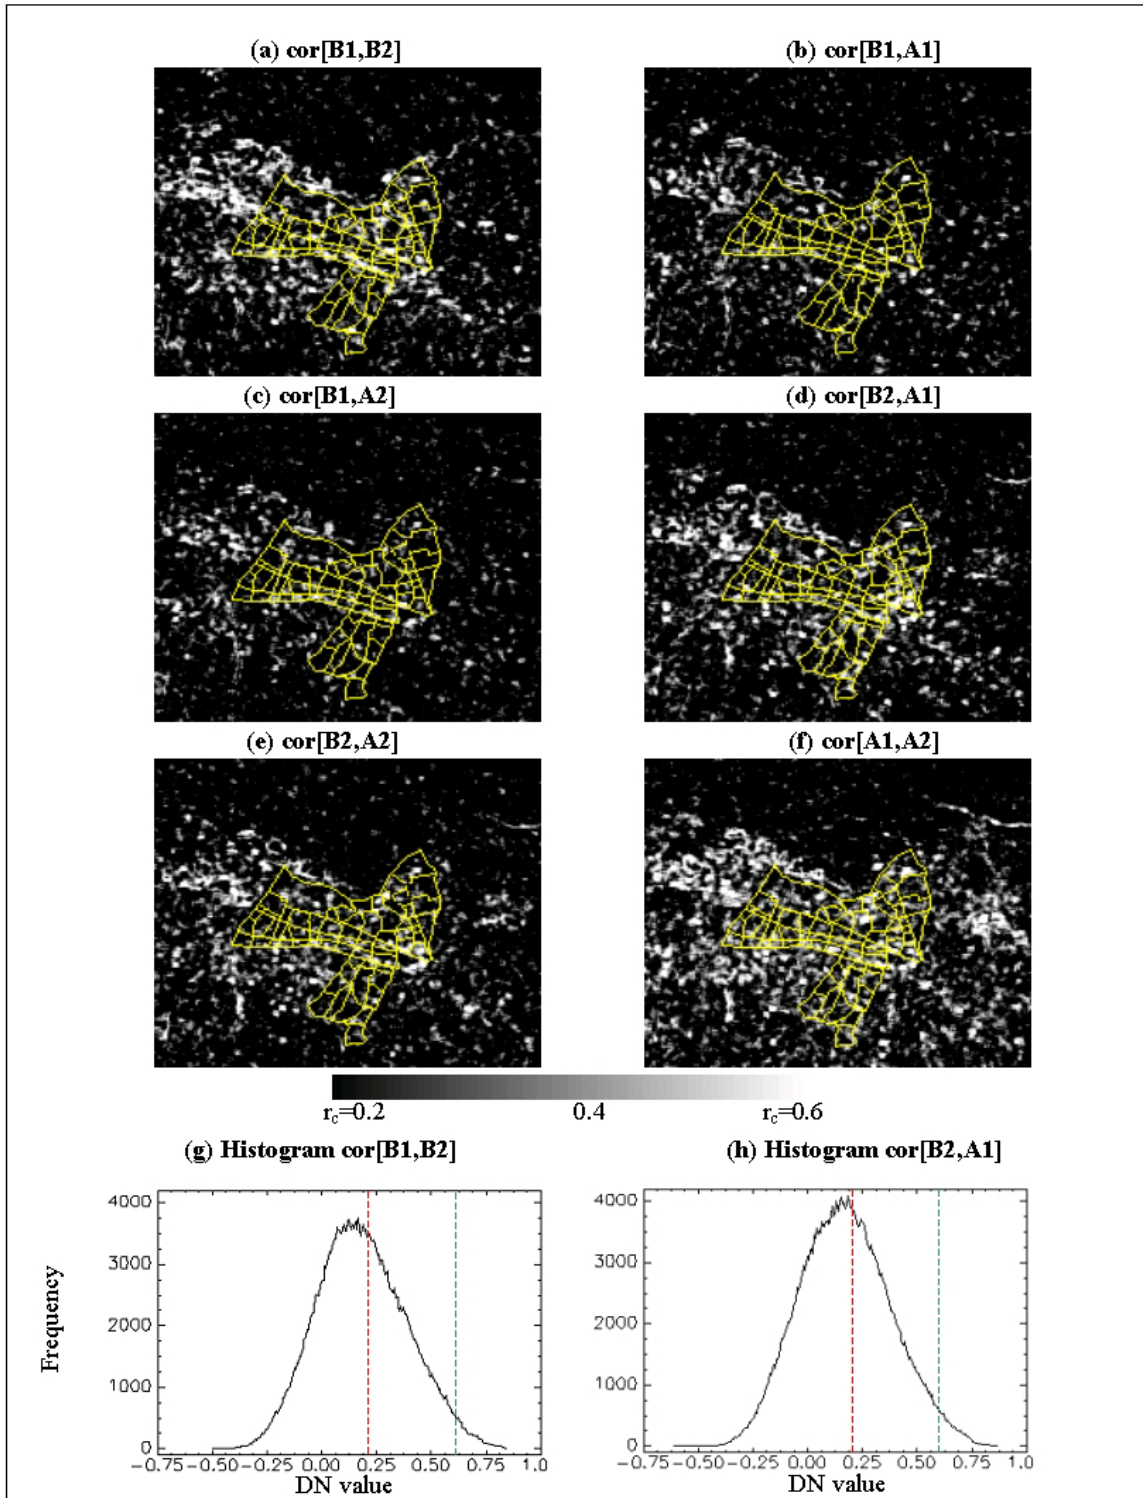 (a) cor[B1,B2] (b) cor[B1,A1]
(c) cor[B1,A2] (d) cor[B2,A1]
(e) cor[B2,A2] (f) cor[A1,A2]
r_c=0.2 0.4 r_c=0.6
(g) Histogram cor[B1,B2] (h) Histogram cor[B2,A1]
Frequency
4000
3000
2000
1000
0
-0.75-0.50-0.25 0.00 0.25 0.50 0.75 1.0
DN value
4000
3000
2000
1000
0
-0.75-0.50-0.25 0.00 0.25 0.50 0.75 1.0
DN value